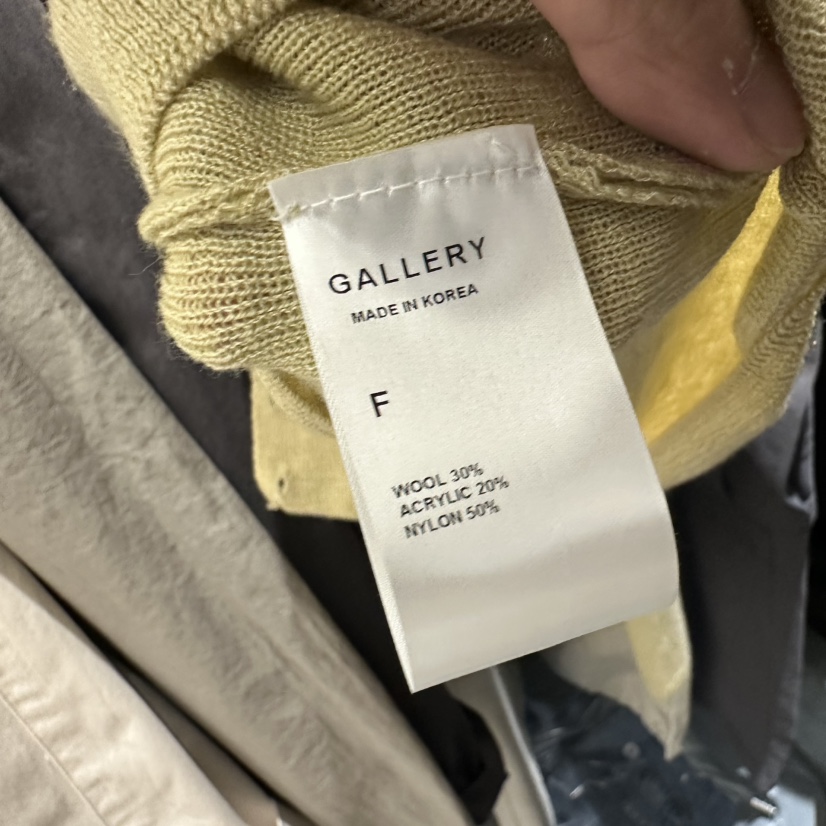 GALLERY
MADE IN KOREA
F
WOOL 30%
ACRYLIC 20%
NYLON 50%